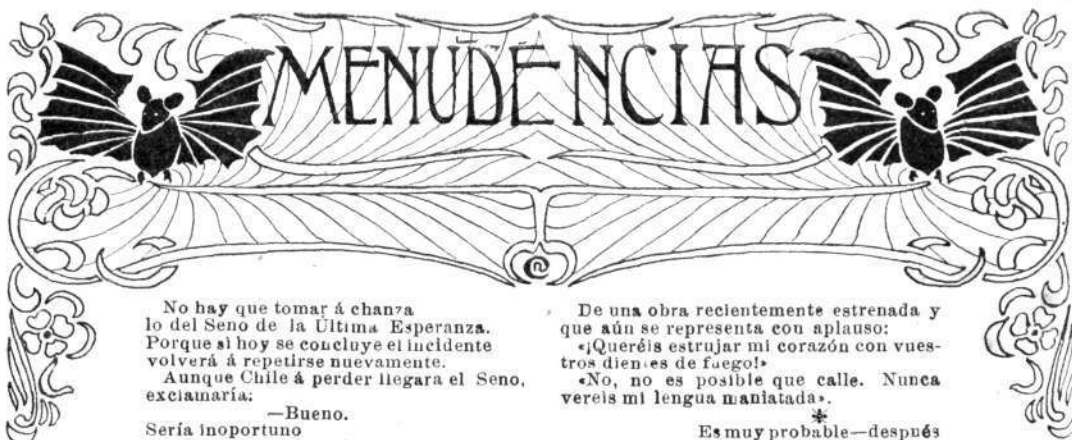 MENUDENCIAS
No hay que tomar á chanza
lo del Seno de la Última Esperanza.
Porque si hoy se concluye el incidente
volverá á repetirse nuevamente.
Aunque Chile á perder llegara el Seno,
exclamaría:
—Bueno.
Sería inoportuno
De una obra recientemente estrenada y
que aún se representa con aplauso:
«¡Queréis estrujar mi corazón con vues-
tros dientes de fuego!»
«No, no es posible que calle. Nunca
vereis mi lengua maniatada».
*
Es muy probable—después